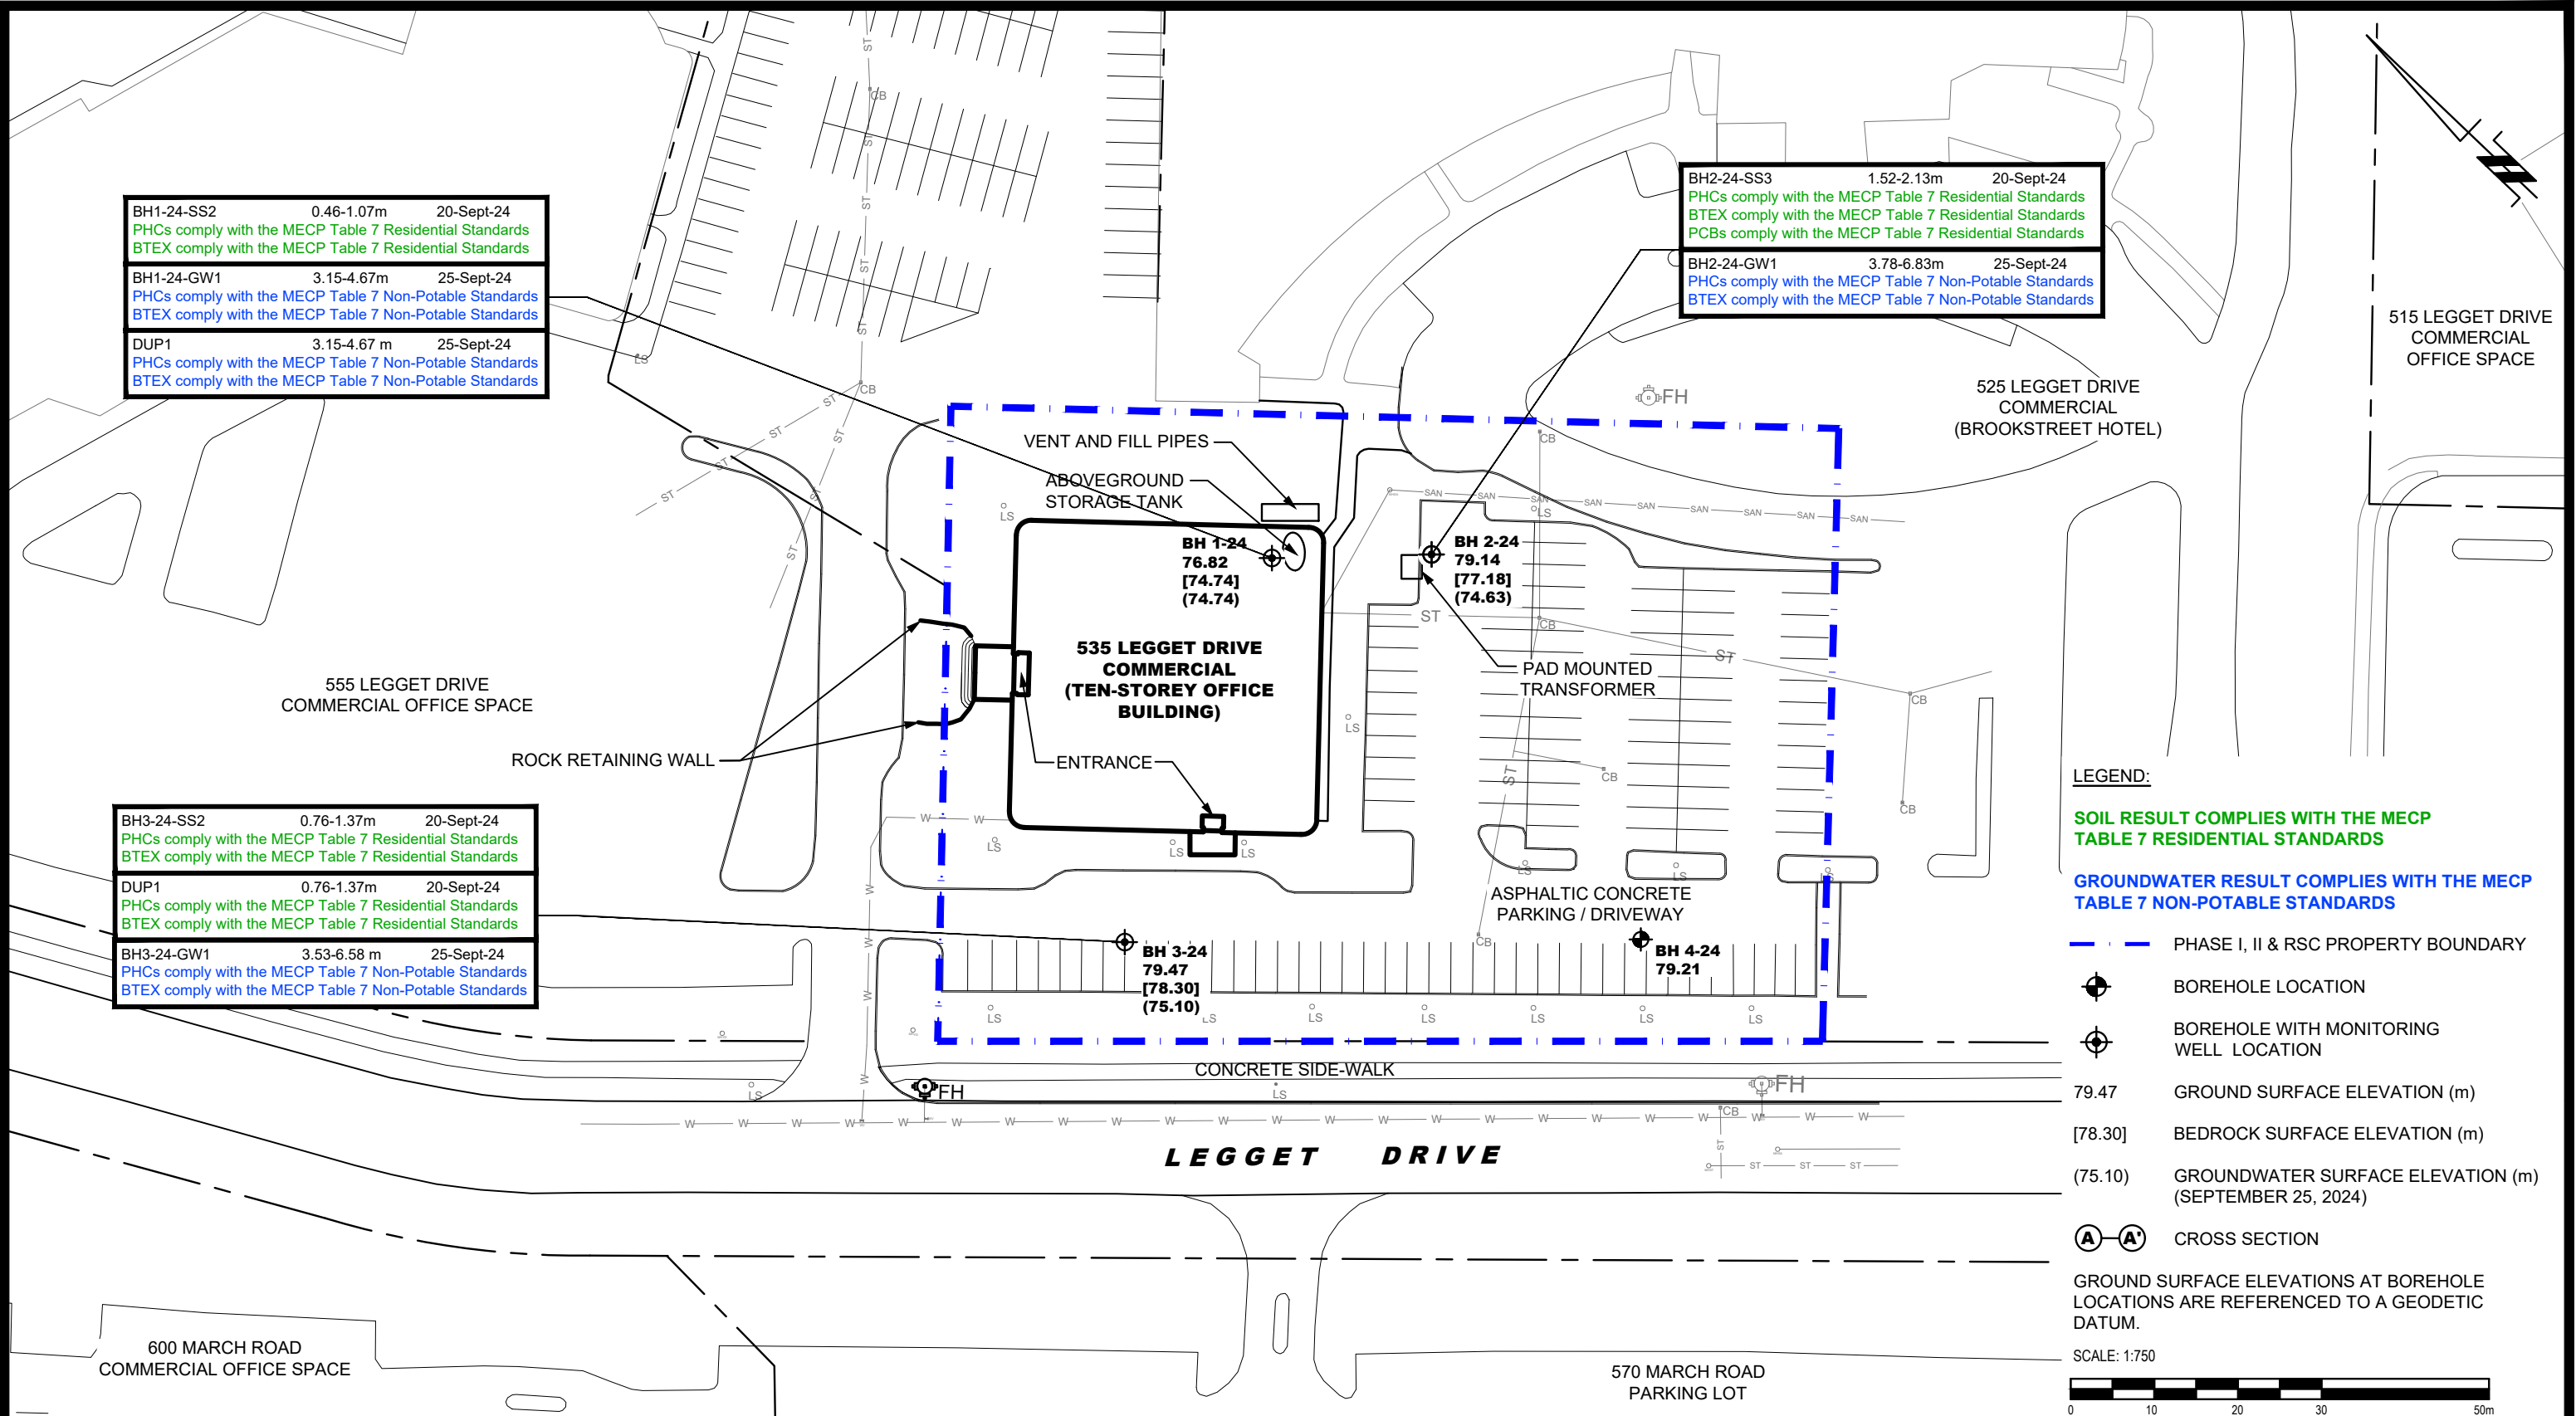 BH1-24-SS2 0.46-1.07m 20-Sept-24
PHCs comply with the MECP Table 7 Residential Standards
BTEX comply with the MECP Table 7 Residential Standards
BH1-24-GW1 3.15-4.67m 25-Sept-24
PHCs comply with the MECP Table 7 Non-Potable Standards
BTEX comply with the MECP Table 7 Non-Potable Standards
DUP1 3.15-4.67 m 25-Sept-24
PHCs comply with the MECP Table 7 Non-Potable Standards
BTEX comply with the MECP Table 7 Non-Potable Standards
BH2-24-SS3 1.52-2.13m 20-Sept-24
PHCs comply with the MECP Table 7 Residential Standards
BTEX comply with the MECP Table 7 Residential Standards
PCBs comply with the MECP Table 7 Residential Standards
BH2-24-GW1 3.78-6.83m 25-Sept-24
PHCs comply with the MECP Table 7 Non-Potable Standards
BTEX comply with the MECP Table 7 Non-Potable Standards
515 LEGGET DRIVE
COMMERCIAL
OFFICE SPACE
525 LEGGET DRIVE
COMMERCIAL
(BROOKSTREET HOTEL)
FH
VENT AND FILL PIPES
ABOVEGROUND
STORAGE TANK
BH 1-24
76.82
[74.74]
(74.74)
BH 2-24
79.14
[77.18]
(74.63)
535 LEGGET DRIVE
COMMERCIAL
(TEN-STOREY OFFICE
BUILDING)
PAD MOUNTED
TRANSFORMER
555 LEGGET DRIVE
COMMERCIAL OFFICE SPACE
ROCK RETAINING WALL
ENTRANCE
BH3-24-SS2 0.76-1.37m 20-Sept-24
PHCs comply with the MECP Table 7 Residential Standards
BTEX comply with the MECP Table 7 Residential Standards
DUP1 0.76-1.37m 20-Sept-24
PHCs comply with the MECP Table 7 Residential Standards
BTEX comply with the MECP Table 7 Residential Standards
BH3-24-GW1 3.53-6.58 m 25-Sept-24
PHCs comply with the MECP Table 7 Non-Potable Standards
BTEX comply with the MECP Table 7 Non-Potable Standards
ASPHALTIC CONCRETE
PARKING / DRIVEWAY
BH 3-24
79.47
[78.30]
(75.10)
BH 4-24
79.21
CONCRETE SIDE-WALK
FH
FH
LEGGET DRIVE
600 MARCH ROAD
COMMERCIAL OFFICE SPACE
570 MARCH ROAD
PARKING LOT
LEGEND:
SOIL RESULT COMPLIES WITH THE MECP
TABLE 7 RESIDENTIAL STANDARDS
GROUNDWATER RESULT COMPLIES WITH THE MECP
TABLE 7 NON-POTABLE STANDARDS
PHASE I, II & RSC PROPERTY BOUNDARY
BOREHOLE LOCATION
BOREHOLE WITH MONITORING
WELL LOCATION
79.47 GROUND SURFACE ELEVATION (m)
[78.30] BEDROCK SURFACE ELEVATION (m)
(75.10) GROUNDWATER SURFACE ELEVATION (m)
(SEPTEMBER 25, 2024)
A A' CROSS SECTION
GROUND SURFACE ELEVATIONS AT BOREHOLE
LOCATIONS ARE REFERENCED TO A GEODETIC
DATUM.
SCALE: 1:750
0 10 20 30 50m